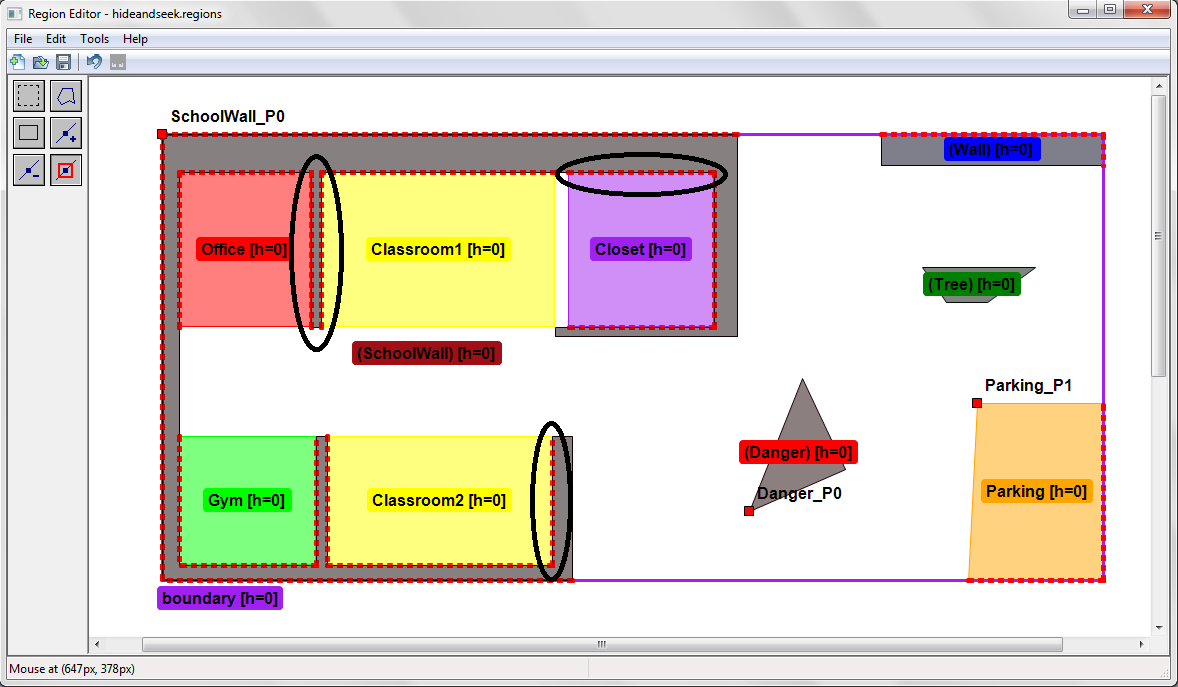 Region Editor - hideandseek.regions
File Edit Tools Help
SchoolWall_P0
(Wall) [h=0]
Office [h=0]
Classroom1 [h=0]
Closet [h=0]
(Tree) [h=0]
(SchoolWall) [h=0]
Parking_P1
(Danger) [h=0]
Danger_P0
Parking [h=0]
Gym [h=0]
Classroom2 [h=0]
boundary [h=0]
Mouse at (647px, 378px)